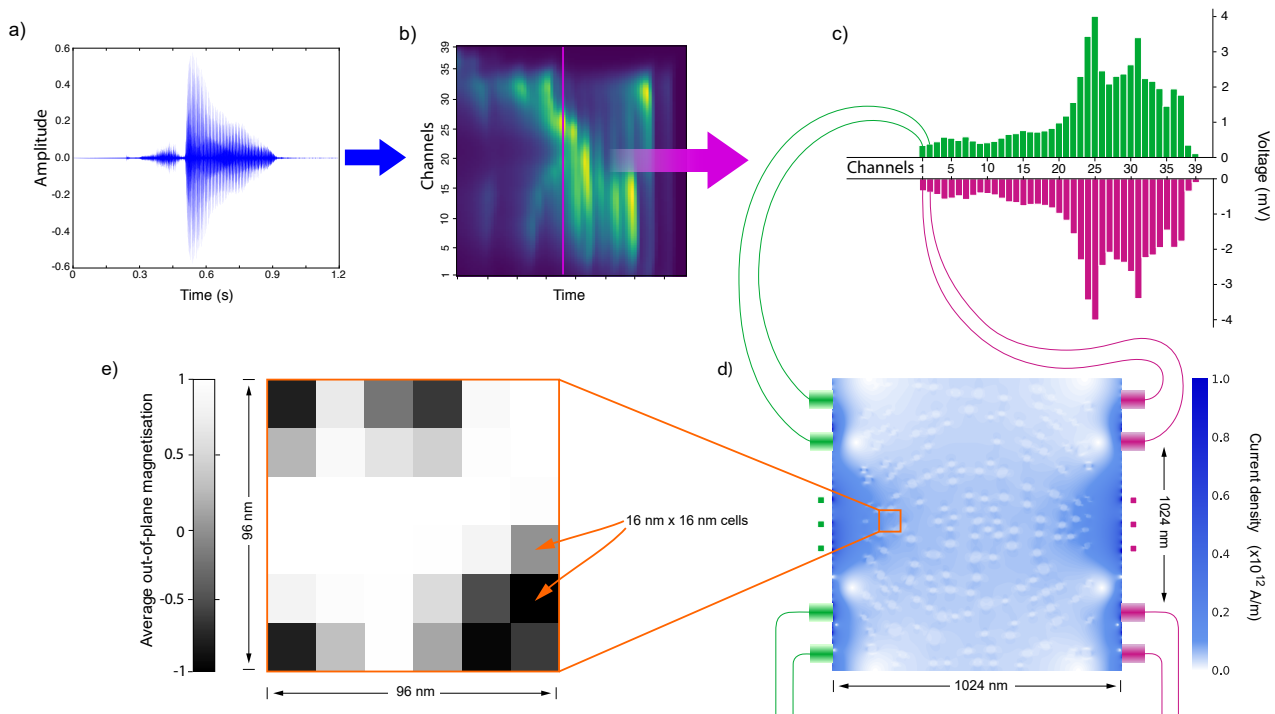 a)
Amplitude
0.6
0.4
0.2
0.0
-0.2
-0.4
-0.6
0
0.3
0.6
0.9
1.2
Time (s)
b)
Channels
39
35
30
25
20
15
10
5
1
Time
c)
4
3
2
1
0
Channels
1
5
10
15
20
25
30
35
39
0
-1
-2
-3
-4
Voltage (mV)
e)
Average out-of-plane magnetisation
1
0.5
0
-0.5
-1
96 nm
96 nm
16 nm x 16 nm cells
d)
1024 nm
1024 nm
1.0
0.8
0.6
0.4
0.2
0.0
Current density (x10¹² A/m)